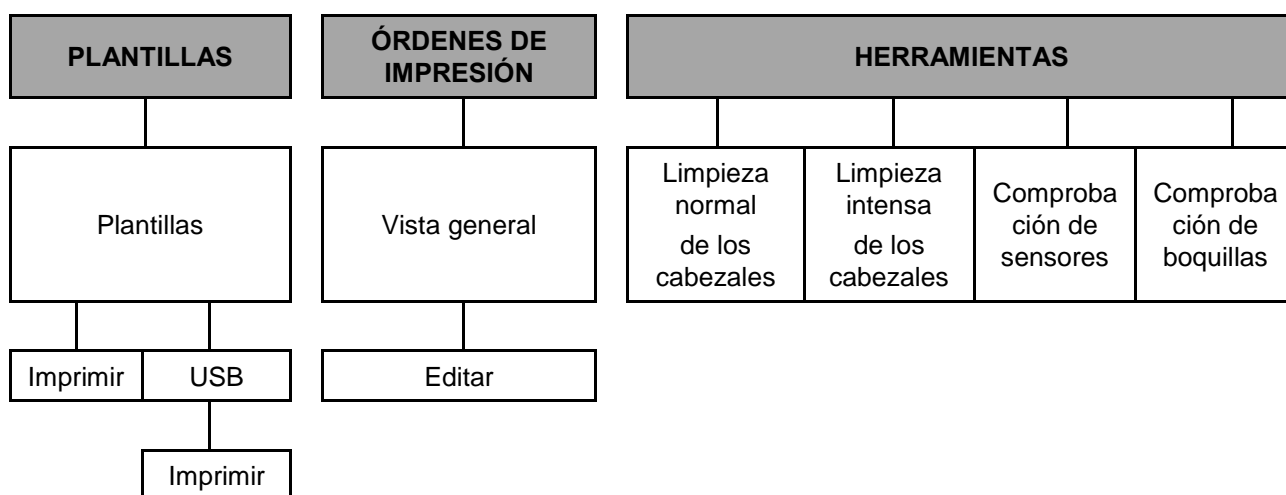 PLANTILLAS
ÓRDENES DE
IMPRESIÓN
HERRAMIENTAS
Plantillas
Vista general
Limpieza
normal
de los
cabezales
Limpieza
intensa
de los
cabezales
Comproba
ción de
sensores
Comproba
ción de
boquillas
Imprimir
USB
Editar
Imprimir